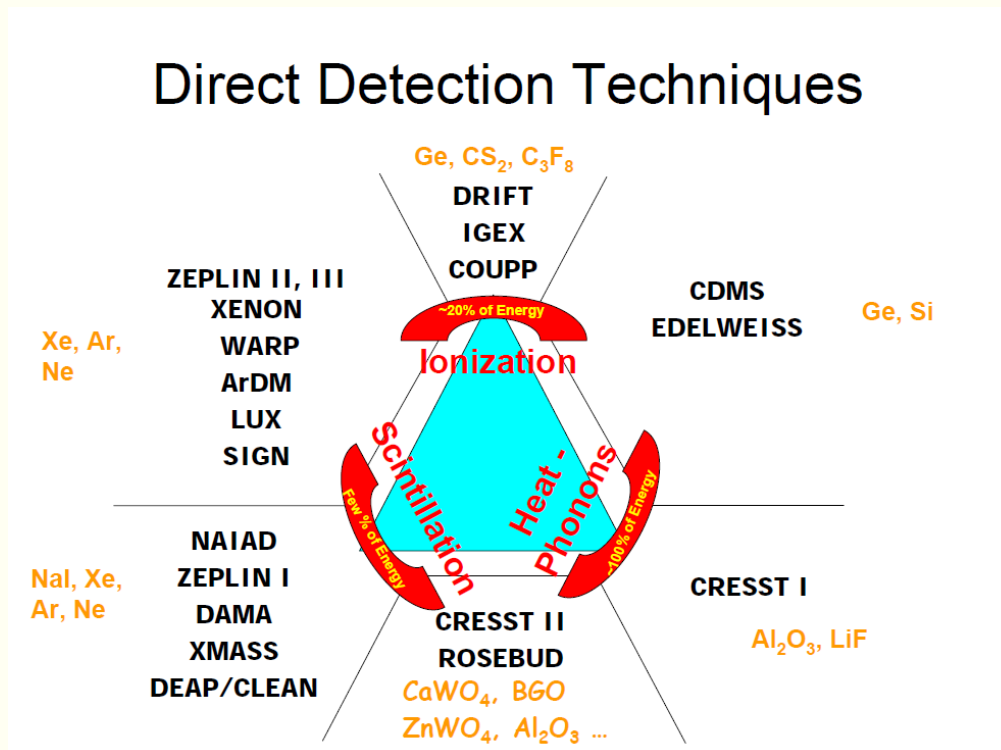 Direct Detection Techniques
Ge, CS₂, C₃F₈
DRIFT
IGEX
COUPP
ZEPLIN II, III
XENON
WARP
ArDM
LUX
SIGN
Xe, Ar,
Ne
CDMS
EDELWEISS
Ge, Si
~20% of Energy
Ionization
Scintillation
Few % of Energy
Heat -
Phonons
~100% of Energy
NAIAD
ZEPLIN I
DAMA
XMASS
DEAP/CLEAN
NaI, Xe,
Ar, Ne
CRESST II
ROSEBUD
CaWO₄, BGO
ZnWO₄, Al₂O₃ ...
CRESST I
Al₂O₃, LiF